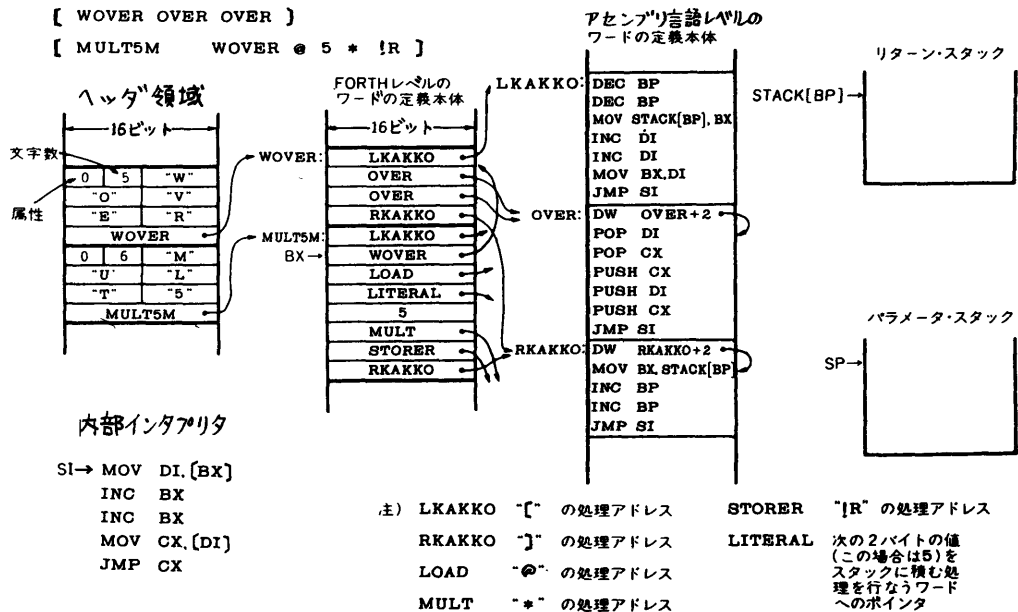 [ WOVER OVER OVER ]
[ MULT5M WOVER @ 5 * !R ]
ヘッダ領域
16ビット
文字数
属性
0 5 "W"
"O" "V"
"E" "R"
WOVER
0 6 "M"
"U" "L"
"T" "5"
MULT5M
FORTHレベルの
ワードの定義本体
16ビット
WOVER: LKAKKO
OVER
OVER
RKAKKO
MULT5M: LKAKKO
BX→ WOVER
LOAD
LITERAL
5
MULT
STORER
RKAKKO
アセンブリ言語レベルの
ワードの定義本体
LKAKKO: DEC BP
DEC BP
MOV STACK[BP], BX
INC DI
INC DI
MOV BX,DI
JMP SI
OVER: DW OVER+2
POP DI
POP CX
PUSH CX
PUSH DI
PUSH CX
JMP SI
RKAKKO: DW RKAKKO+2
MOV BX, STACK[BP]
INC BP
INC BP
JMP SI
リターン・スタック
STACK[BP]→
パラメータ・スタック
SP→
内部インタプリタ
SI→ MOV DI, [BX]
INC BX
INC BX
MOV CX, [DI]
JMP CX
主) LKAKKO "[" の処理アドレス
RKAKKO "]" の処理アドレス
LOAD "@" の処理アドレス
MULT "*" の処理アドレス
STORER "!R" の処理アドレス
LITERAL 次の2バイトの値
(この場合は5)を
スタックに積む処
理を行なうワード
へのポインタ